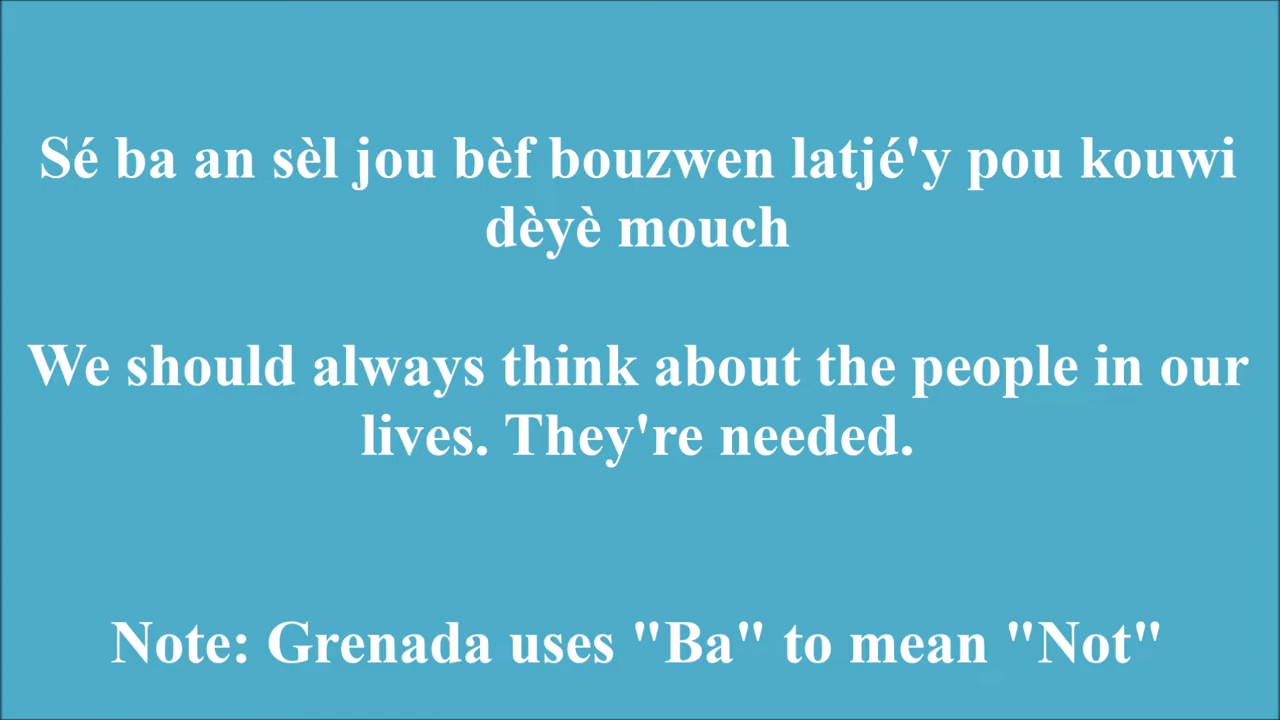 Sé ba an sèl jou bèf bouzwen latjé'y pou kouwi
dèyè mouch
We should always think about the people in our
lives. They're needed.
Note: Grenada uses "Ba" to mean "Not"